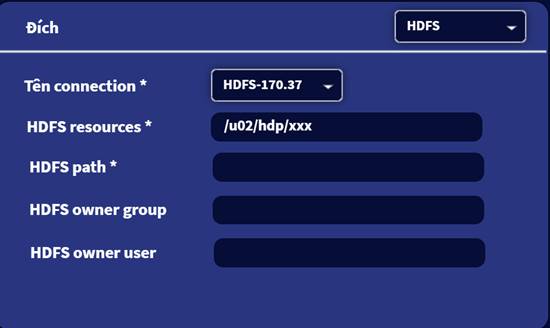 Đích
HDFS
Tên connection *
HDFS-170.37
HDFS resources *
/u02/hdp/xxx
HDFS path *
HDFS owner group
HDFS owner user